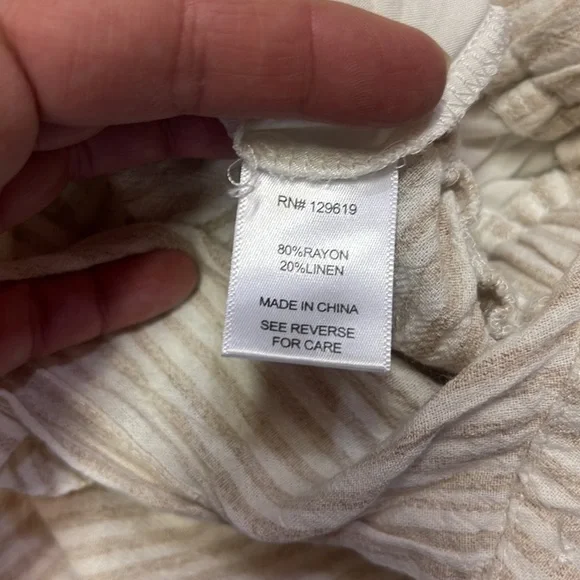 RN# 129619
80%RAYON
20%LINEN
MADE IN CHINA
SEE REVERSE
FOR CARE